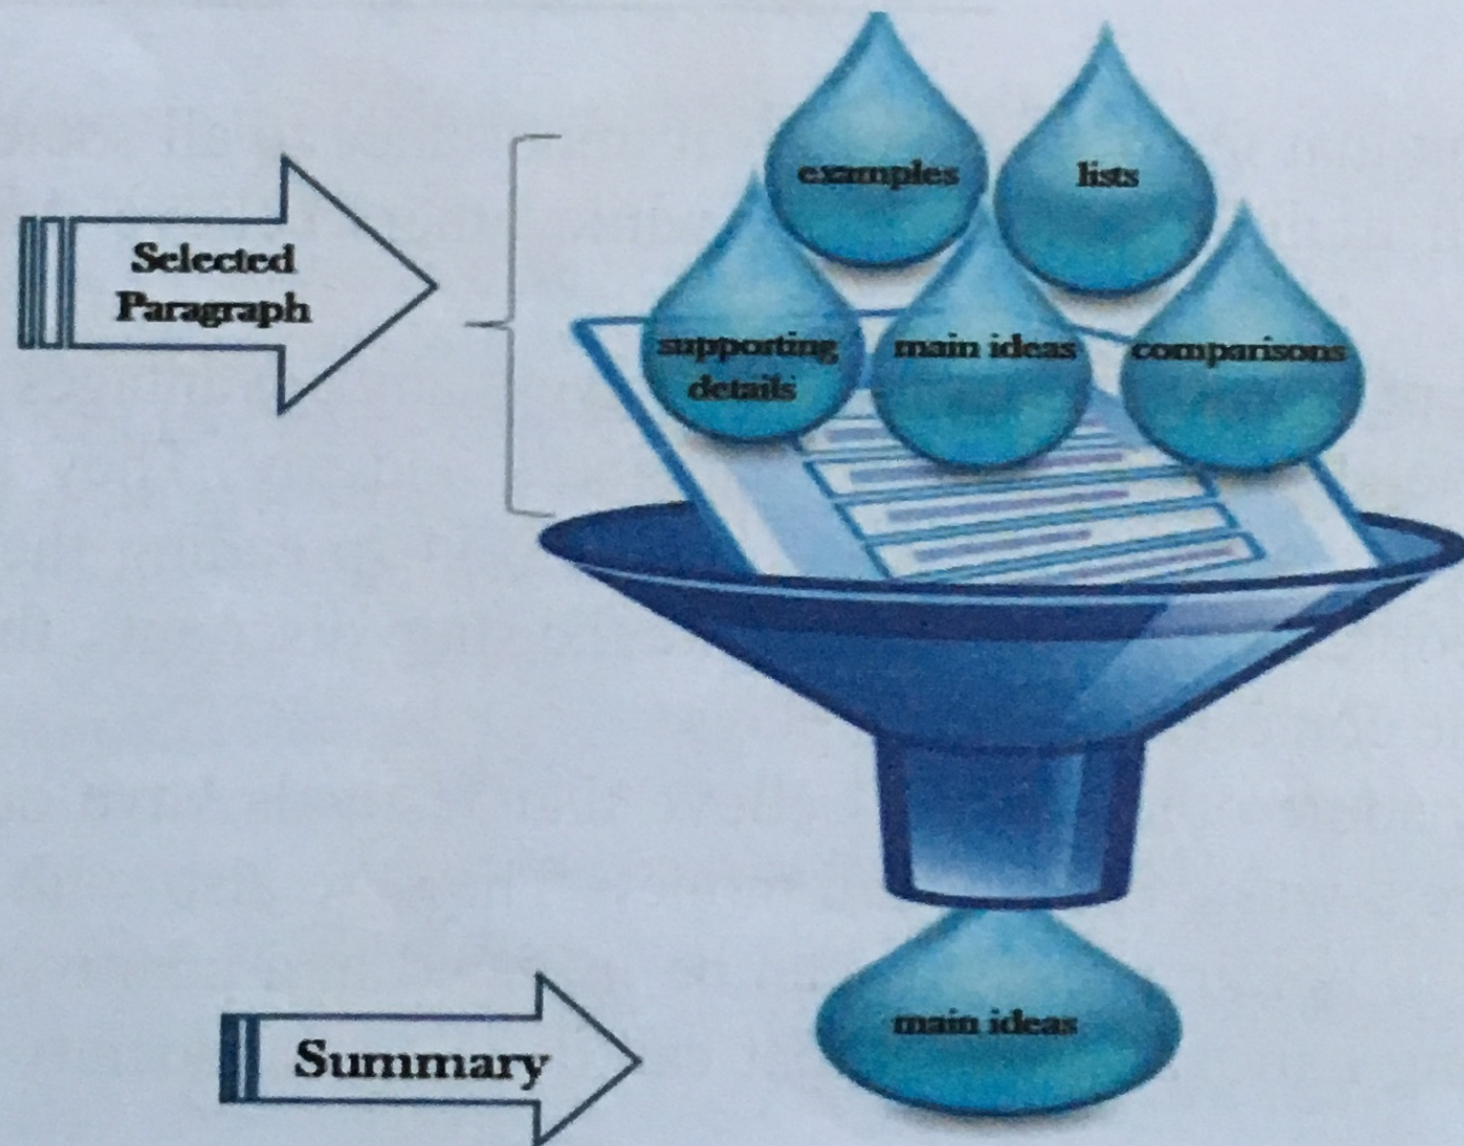 examples
lists
Selected
Paragraph
supporting
details
main ideas
comparisons
main ideas
Summary